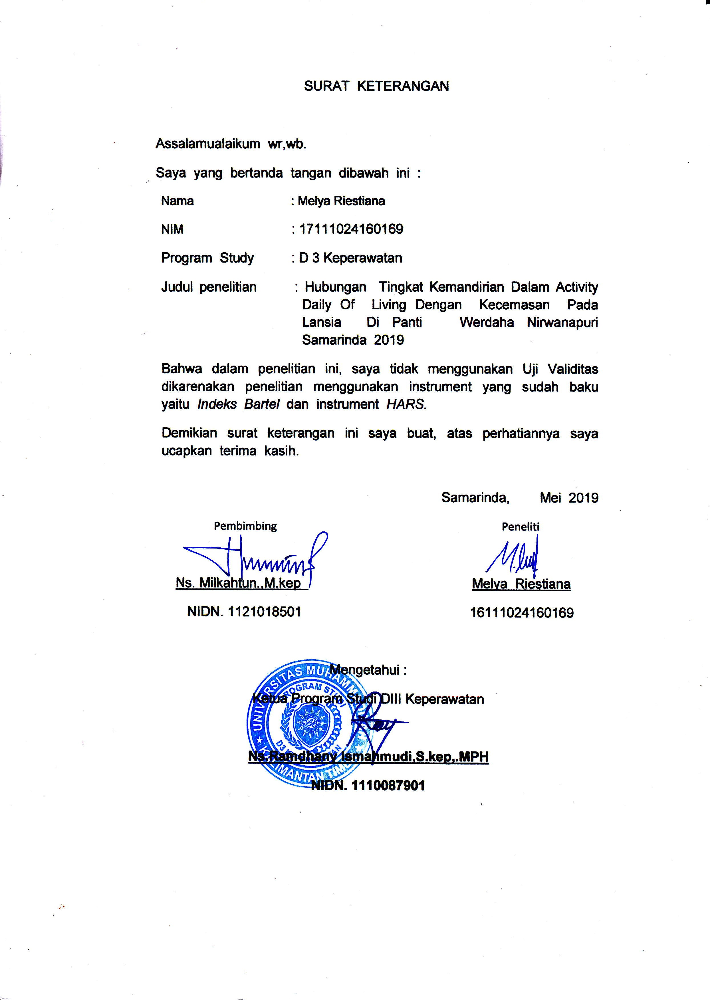 SURAT KETERANGAN
Assalamualaikum wr,wb.
Saya yang bertanda tangan dibawah ini :
Nama : Melya Riestiana
NIM : 17111024160169
Program Study : D 3 Keperawatan
Judul penelitian : Hubungan Tingkat Kemandirian Dalam Activity
Daily Of Living Dengan Kecemasan Pada
Lansia Di Panti Werdaha Nirwanapuri
Samarinda 2019
Bahwa dalam penelitian ini, saya tidak menggunakan Uji Validitas
dikarenakan penelitian menggunakan instrument yang sudah baku
yaitu Indeks Bartel dan instrument HARS.
Demikian surat keterangan ini saya buat, atas perhatiannya saya
ucapkan terima kasih.
Samarinda, Mei 2019
Pembimbing Peneliti
Ns. Milkahtun.,M.kep Melya Riestiana
NIDN. 1121018501 16111024160169
Mengetahui :
Ketua Program Studi DIII Keperawatan
Ns.Ramdhany Ismahmudi,S.kep,.MPH
NIDN. 1110087901
UNIVERSITAS
PROGRAM STUDI
KALIMANTAN TIMUR